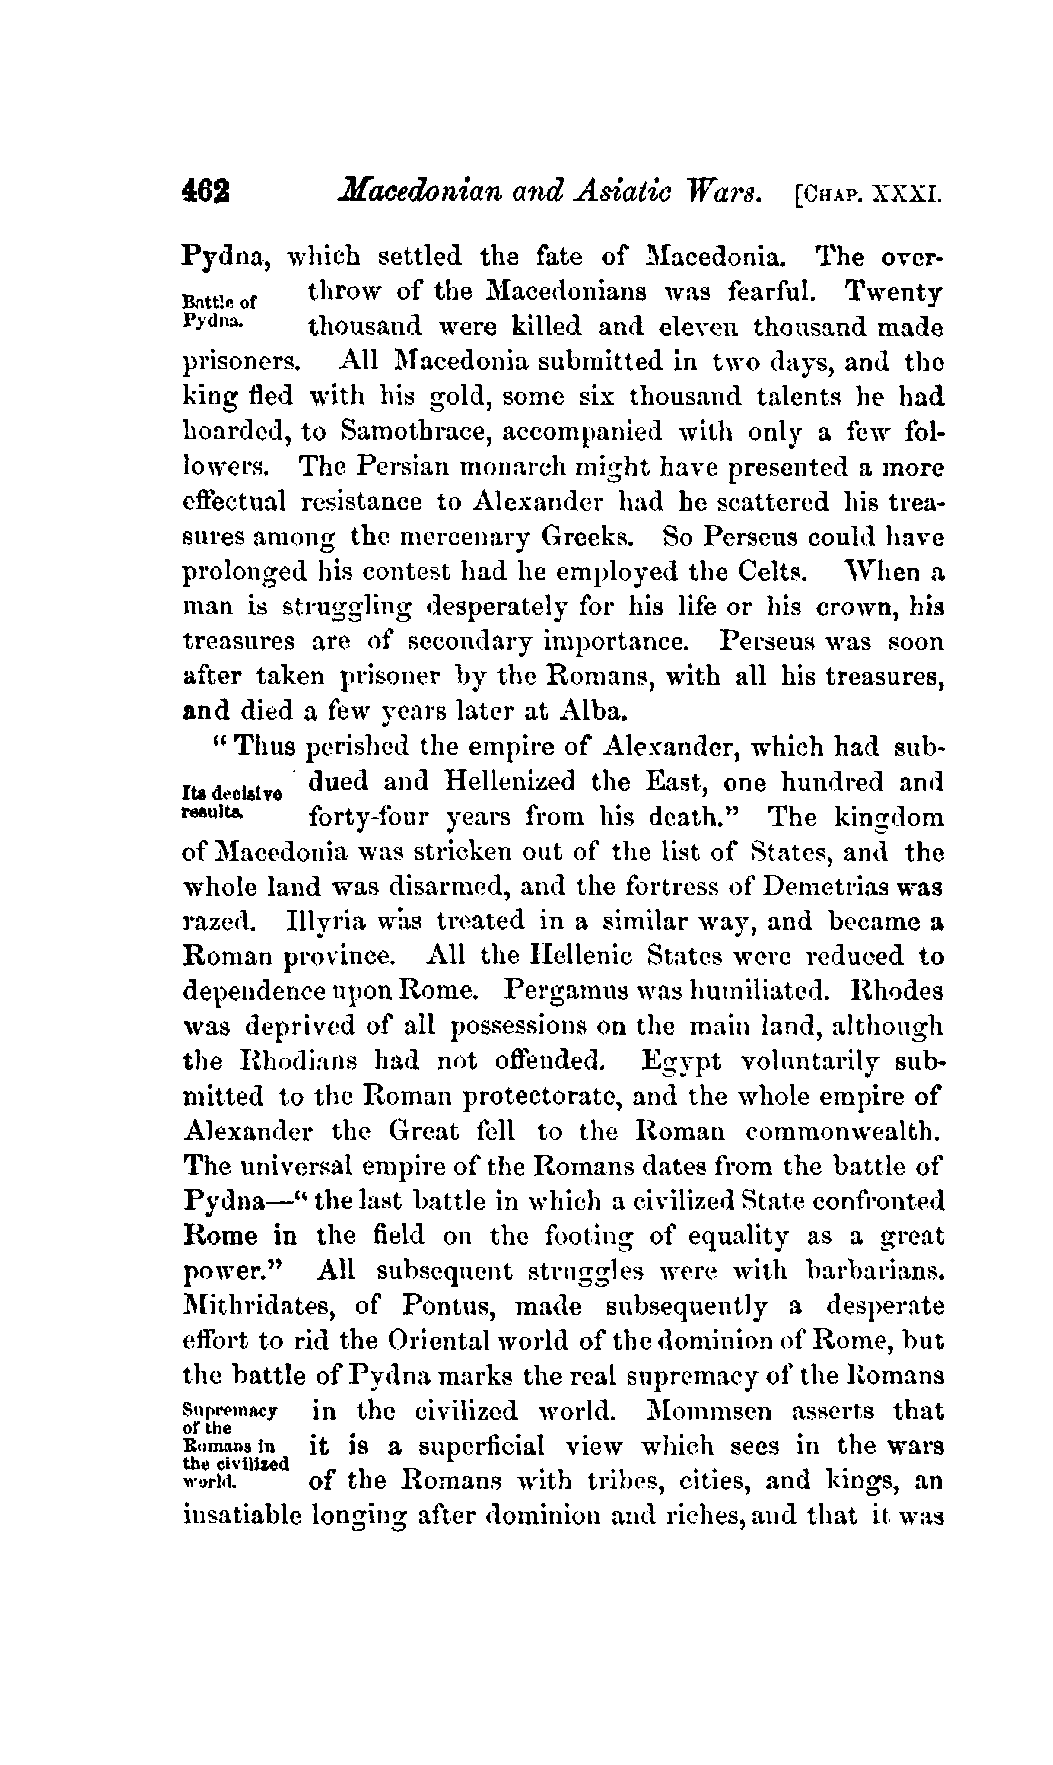 462 Macedonian and Asiatic Wars. [CHAP. XXXI.
Pydna, which settled the fate of Macedonia. The over-
Battle of
Pydna.
throw of the Macedonians was fearful. Twenty
thousand were killed and eleven thousand made
prisoners. All Macedonia submitted in two days, and the
king fled with his gold, some six thousand talents he had
hoarded, to Samothrace, accompanied with only a few fol-
lowers. The Persian monarch might have presented a more
effectual resistance to Alexander had he scattered his trea-
sures among the mercenary Greeks. So Perseus could have
prolonged his contest had he employed the Celts. When a
man is struggling desperately for his life or his crown, his
treasures are of secondary importance. Perseus was soon
after taken prisoner by the Romans, with all his treasures,
and died a few years later at Alba.
“Thus perished the empire of Alexander, which had sub-
Its decisive
results.
dued and Hellenized the East, one hundred and
forty-four years from his death.” The kingdom
of Macedonia was stricken out of the list of States, and the
whole land was disarmed, and the fortress of Demetrias was
razed. Illyria was treated in a similar way, and became a
Roman province. All the Hellenic States were reduced to
dependence upon Rome. Pergamus was humiliated. Rhodes
was deprived of all possessions on the main land, although
the Rhodians had not offended. Egypt voluntarily sub-
mitted to the Roman protectorate, and the whole empire of
Alexander the Great fell to the Roman commonwealth.
The universal empire of the Romans dates from the battle of
Pydna—“the last battle in which a civilized State confronted
Rome in the field on the footing of equality as a great
power.” All subsequent struggles were with barbarians.
Mithridates, of Pontus, made subsequently a desperate
effort to rid the Oriental world of the dominion of Rome, but
the battle of Pydna marks the real supremacy of the Romans
Supremacy
of the
Romans in
the civilized
world.
in the civilized world. Mommsen asserts that
it is a superficial view which sees in the wars
of the Romans with tribes, cities, and kings, an
insatiable longing after dominion and riches, and that it was